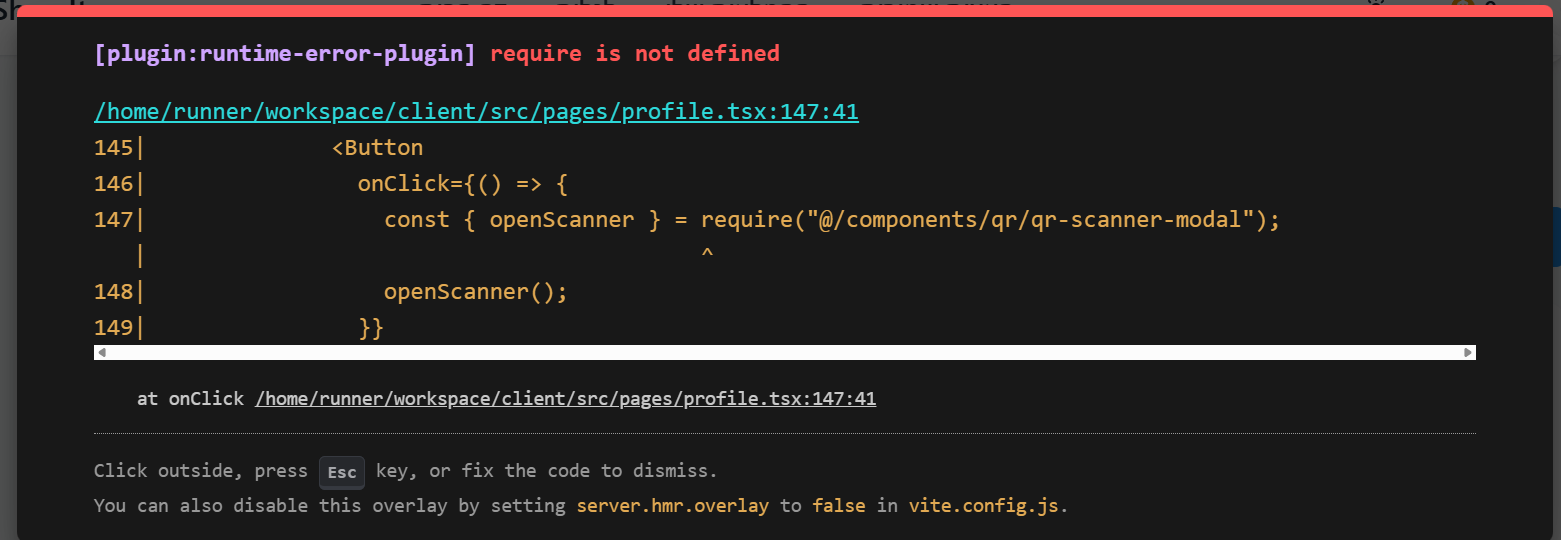 [plugin:runtime-error-plugin] require is not defined
/home/runner/workspace/client/src/pages/profile.tsx:147:41
145|              <Button
146|                onClick={() => {
147|                  const { openScanner } = require("@/components/qr/qr-scanner-modal");
   |                                          ^
148|                  openScanner();
149|                }}
at onClick /home/runner/workspace/client/src/pages/profile.tsx:147:41
Click outside, press Esc key, or fix the code to dismiss.
You can also disable this overlay by setting server.hmr.overlay to false in vite.config.js.